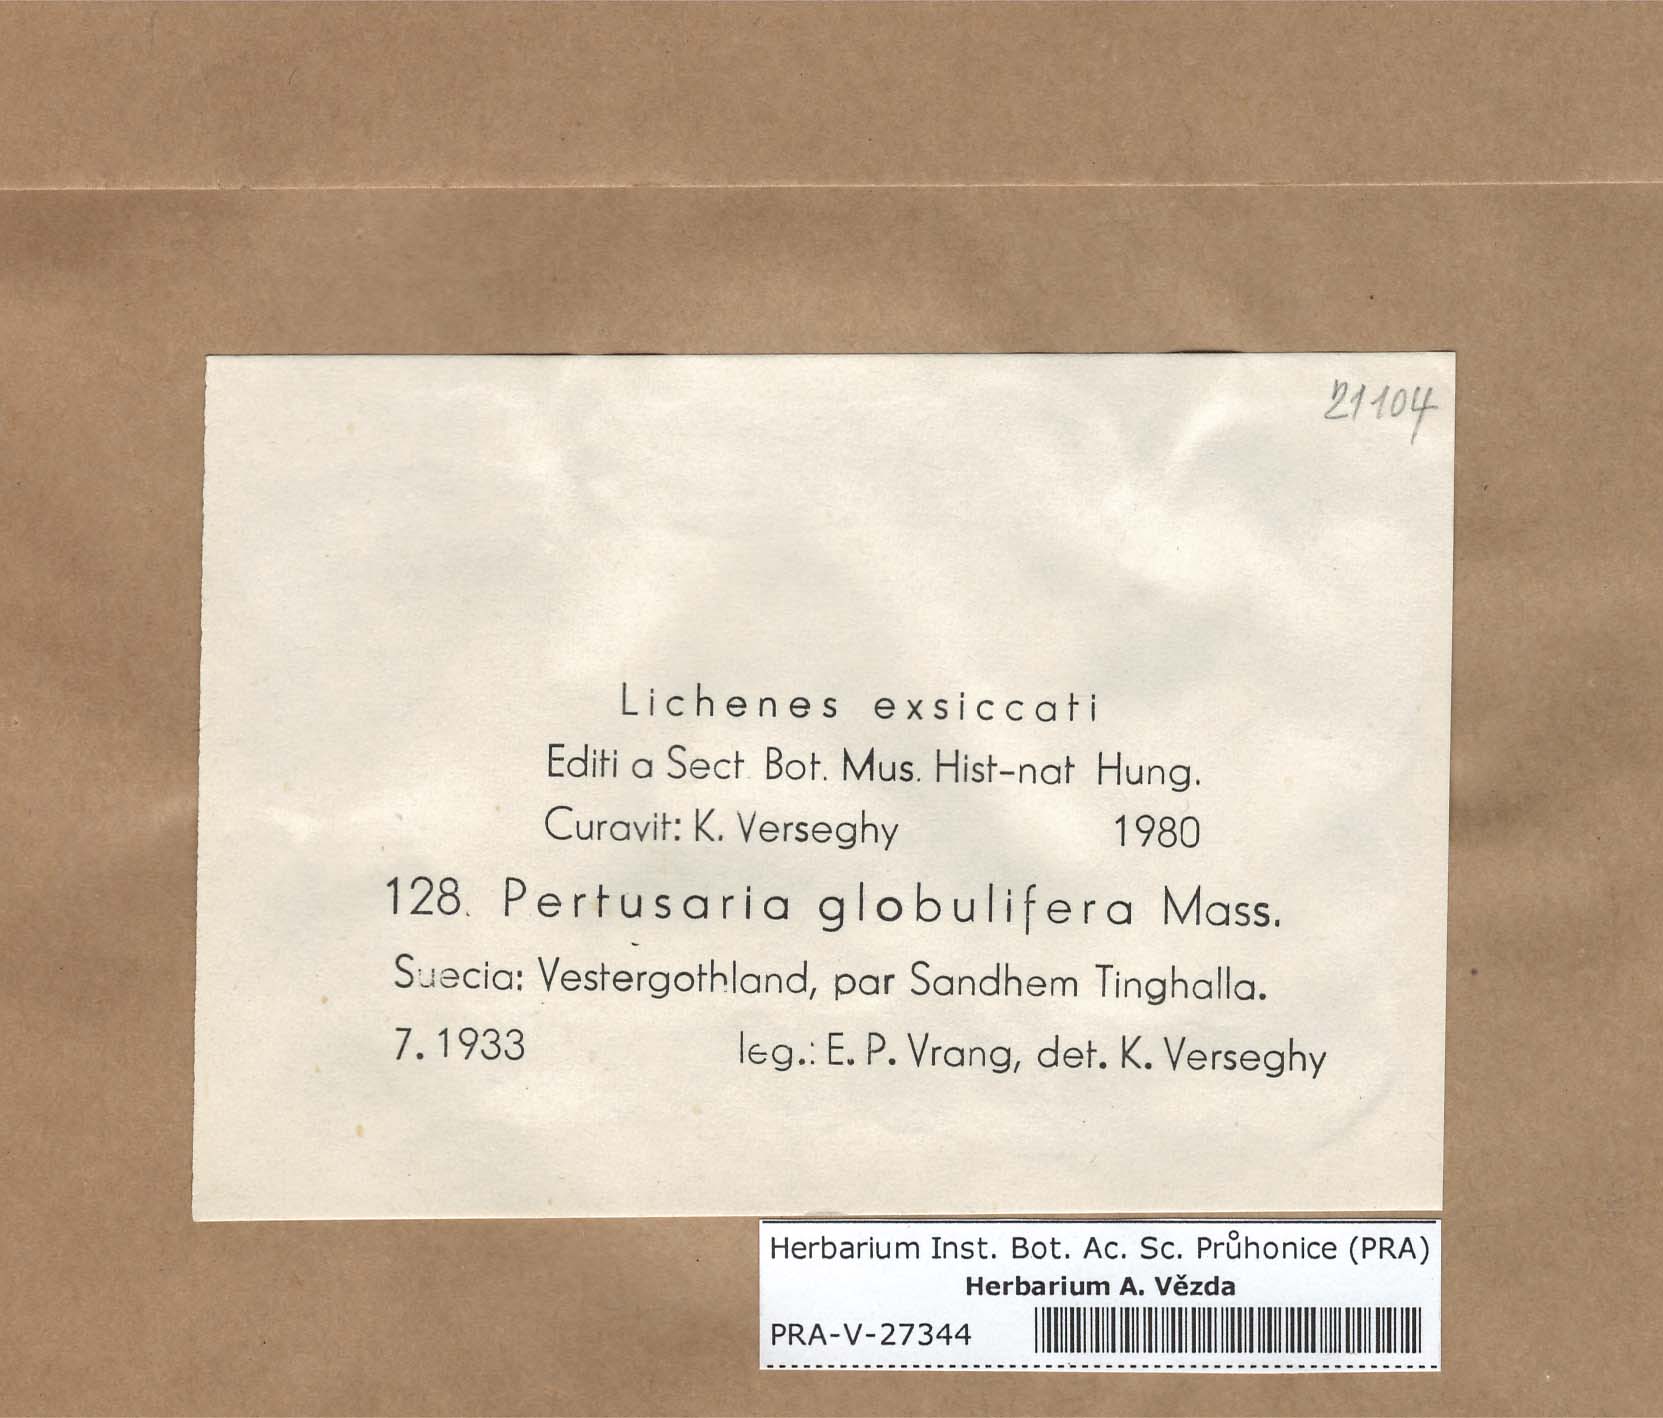 21104
Lichenes exsiccati
Editi a Sect Bot. Mus. Hist-nat Hung.
Curavit: K. Verseghy 1980
128. Pertusaria globulifera Mass.
Suecia: Vestergothland, par Sandhem Tinghalla.
7. 1933 leg.: E. P. Vrang, det. K. Verseghy
Herbarium Inst. Bot. Ac. Sc. Průhonice (PRA)
Herbarium A. Vězda
PRA-V-27344